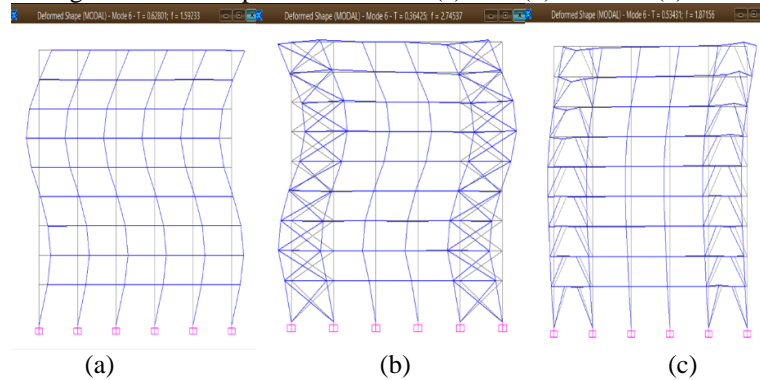 Deformed Shape (MODAL) - Mode 6 - T = 0.62801; f = 1.59233
Deformed Shape (MODAL) - Mode 6 - T = 0.36425; f = 2.74537
Deformed Shape (MODAL) - Mode 6 - T = 0.53431; f = 1.87156
(a)
(b)
(c)